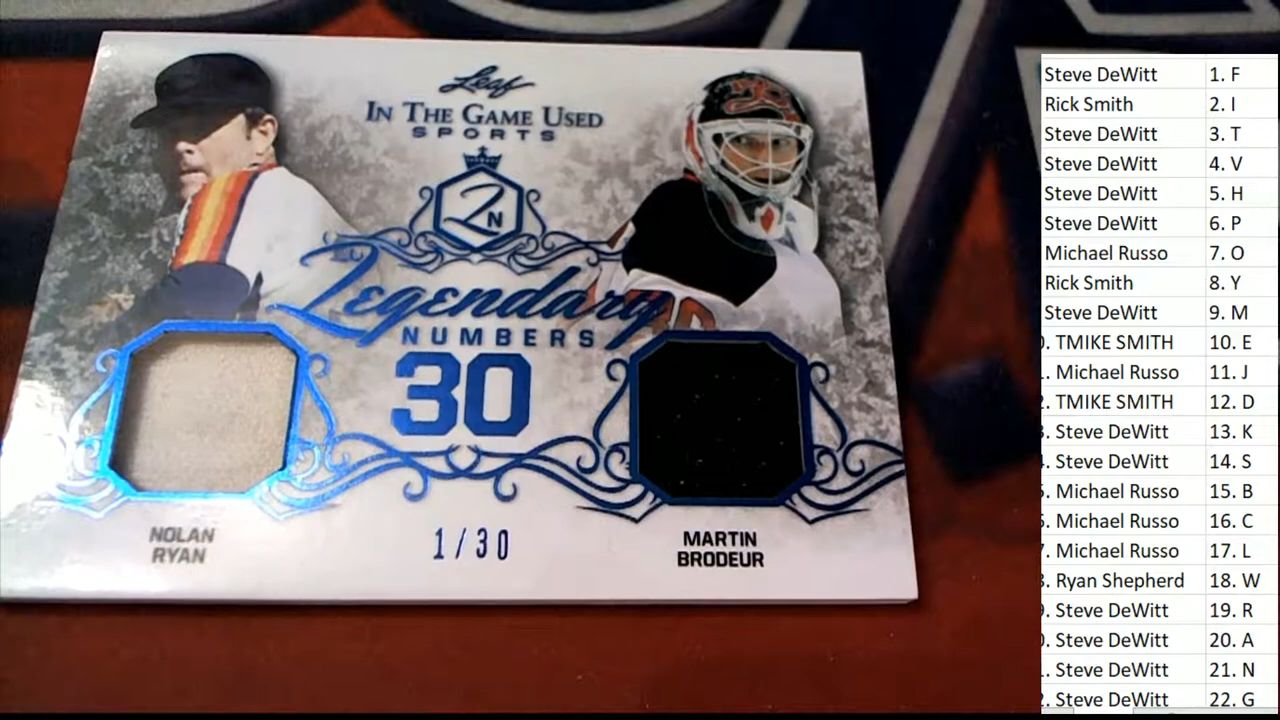 Leaf
IN THE GAME USED
SPORTS
2N
Legendary
NUMBERS
30
NOLAN
RYAN
1/30
MARTIN
BRODEUR
Steve DeWitt 1. F
Rick Smith 2. I
Steve DeWitt 3. T
Steve DeWitt 4. V
Steve DeWitt 5. H
Steve DeWitt 6. P
Michael Russo 7. O
Rick Smith 8. Y
Steve DeWitt 9. M
. TMIKE SMITH 10. E
. Michael Russo 11. J
. TMIKE SMITH 12. D
. Steve DeWitt 13. K
. Steve DeWitt 14. S
. Michael Russo 15. B
. Michael Russo 16. C
. Michael Russo 17. L
. Ryan Shepherd 18. W
. Steve DeWitt 19. R
. Steve DeWitt 20. A
. Steve DeWitt 21. N
. Steve DeWitt 22. G